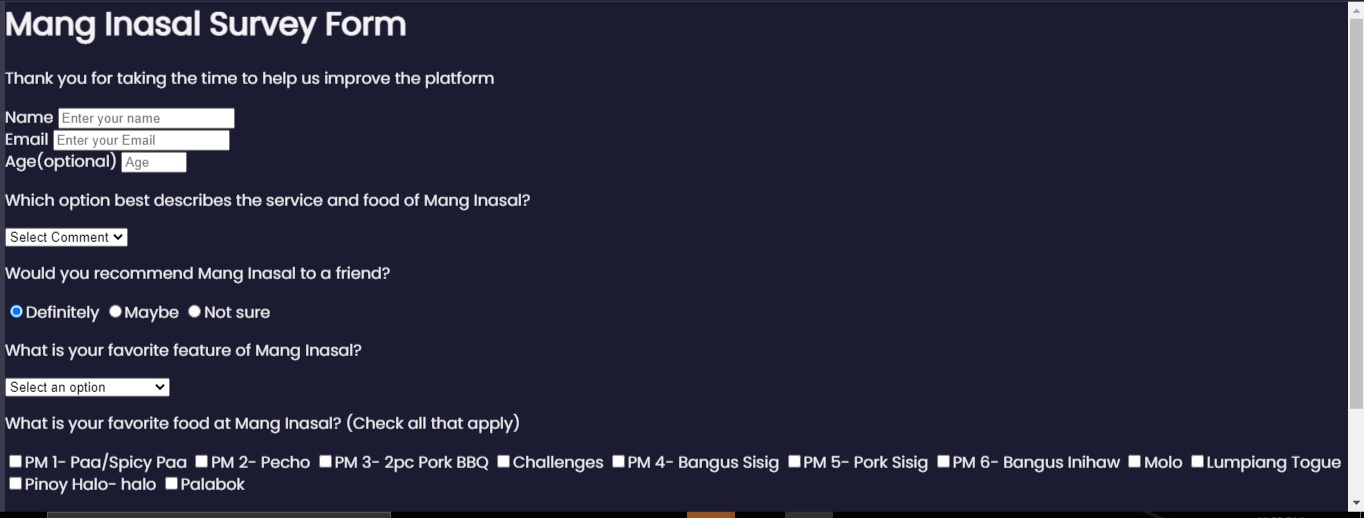 Mang Inasal Survey Form
Thank you for taking the time to help us improve the platform
Name Enter your name
Email Enter your Email
Age(optional) Age
Which option best describes the service and food of Mang Inasal?
Select Comment
Would you recommend Mang Inasal to a friend?
Definitely Maybe Not sure
What is your favorite feature of Mang Inasal?
Select an option
What is your favorite food at Mang Inasal? (Check all that apply)
PM 1- Paa/Spicy Paa PM 2- Pecho PM 3- 2pc Pork BBQ Challenges PM 4- Bangus Sisig PM 5- Pork Sisig PM 6- Bangus Inihaw Molo Lumpiang Togue
Pinoy Halo- halo Palabok